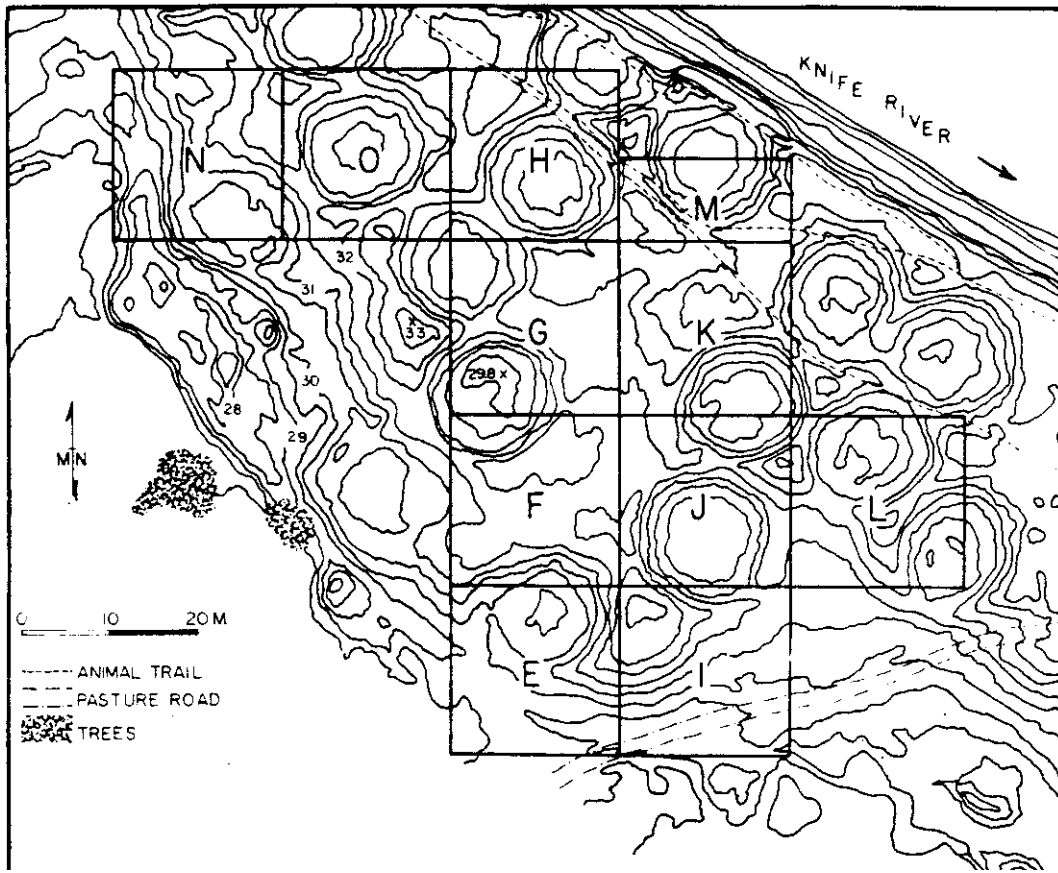 KNIFE RIVER
N
O
H
M
32
31
33
G
K
29.8 x
30
28
29
MN
F
J
L
0 10 20 M
E
I
ANIMAL TRAIL
PASTURE ROAD
TREES